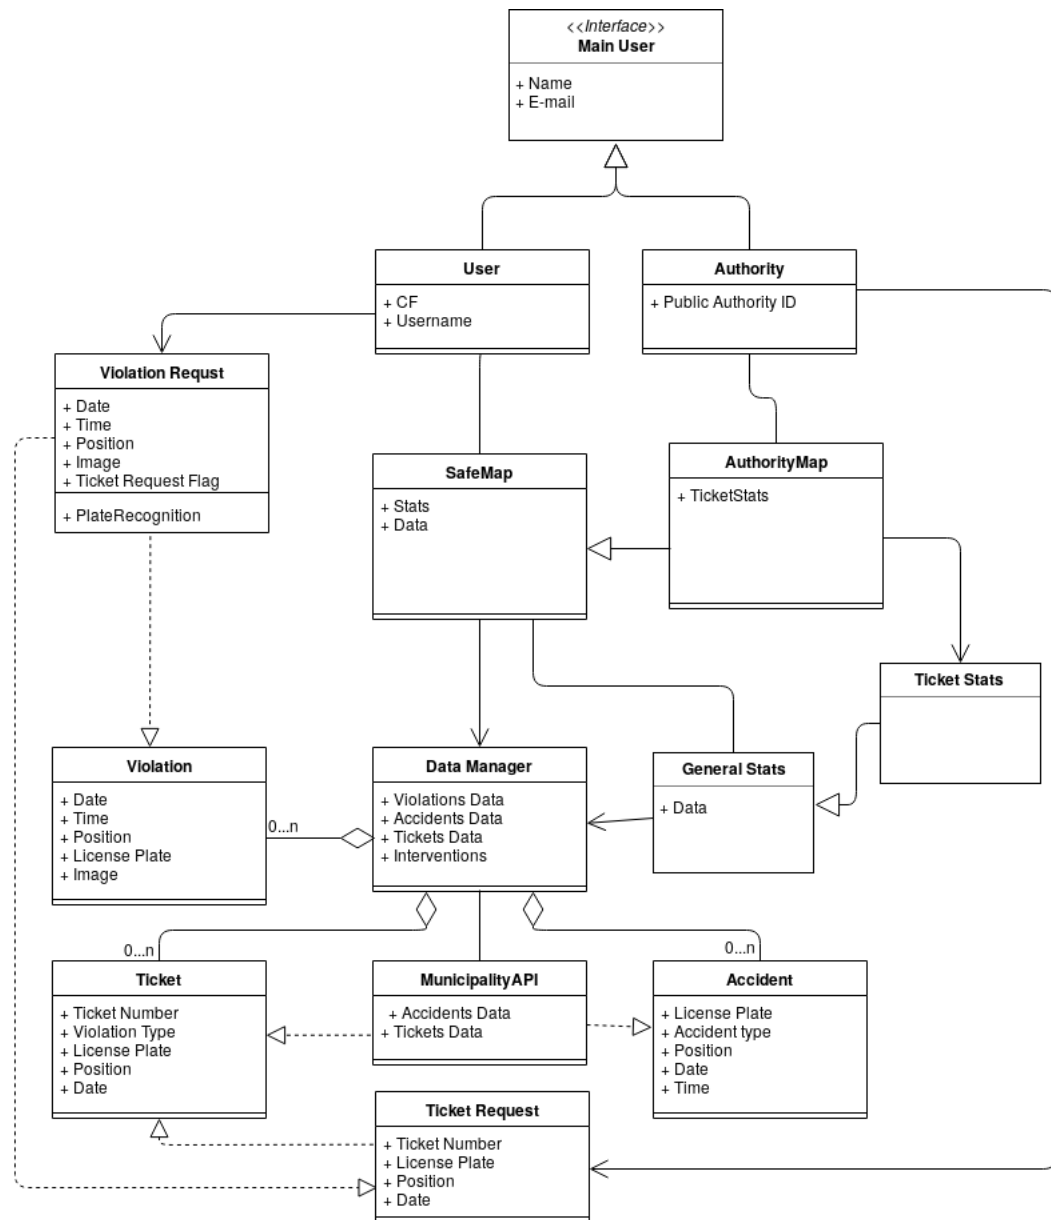 <<Interface>>
Main User
+ Name
+ E-mail
User
+ CF
+ Username
Authority
+ Public Authority ID
Violation Requst
+ Date
+ Time
+ Position
+ Image
+ Ticket Request Flag
+ PlateRecognition
SafeMap
+ Stats
+ Data
AuthorityMap
+ TicketStats
Ticket Stats
Violation
+ Date
+ Time
+ Position
+ License Plate
+ Image
0...n
Data Manager
+ Violations Data
+ Accidents Data
+ Tickets Data
+ Interventions
General Stats
+ Data
0...n
0...n
Ticket
+ Ticket Number
+ Violation Type
+ License Plate
+ Position
+ Date
MunicipalityAPI
+ Accidents Data
+ Tickets Data
Accident
+ License Plate
+ Accident type
+ Position
+ Date
+ Time
Ticket Request
+ Ticket Number
+ License Plate
+ Position
+ Date